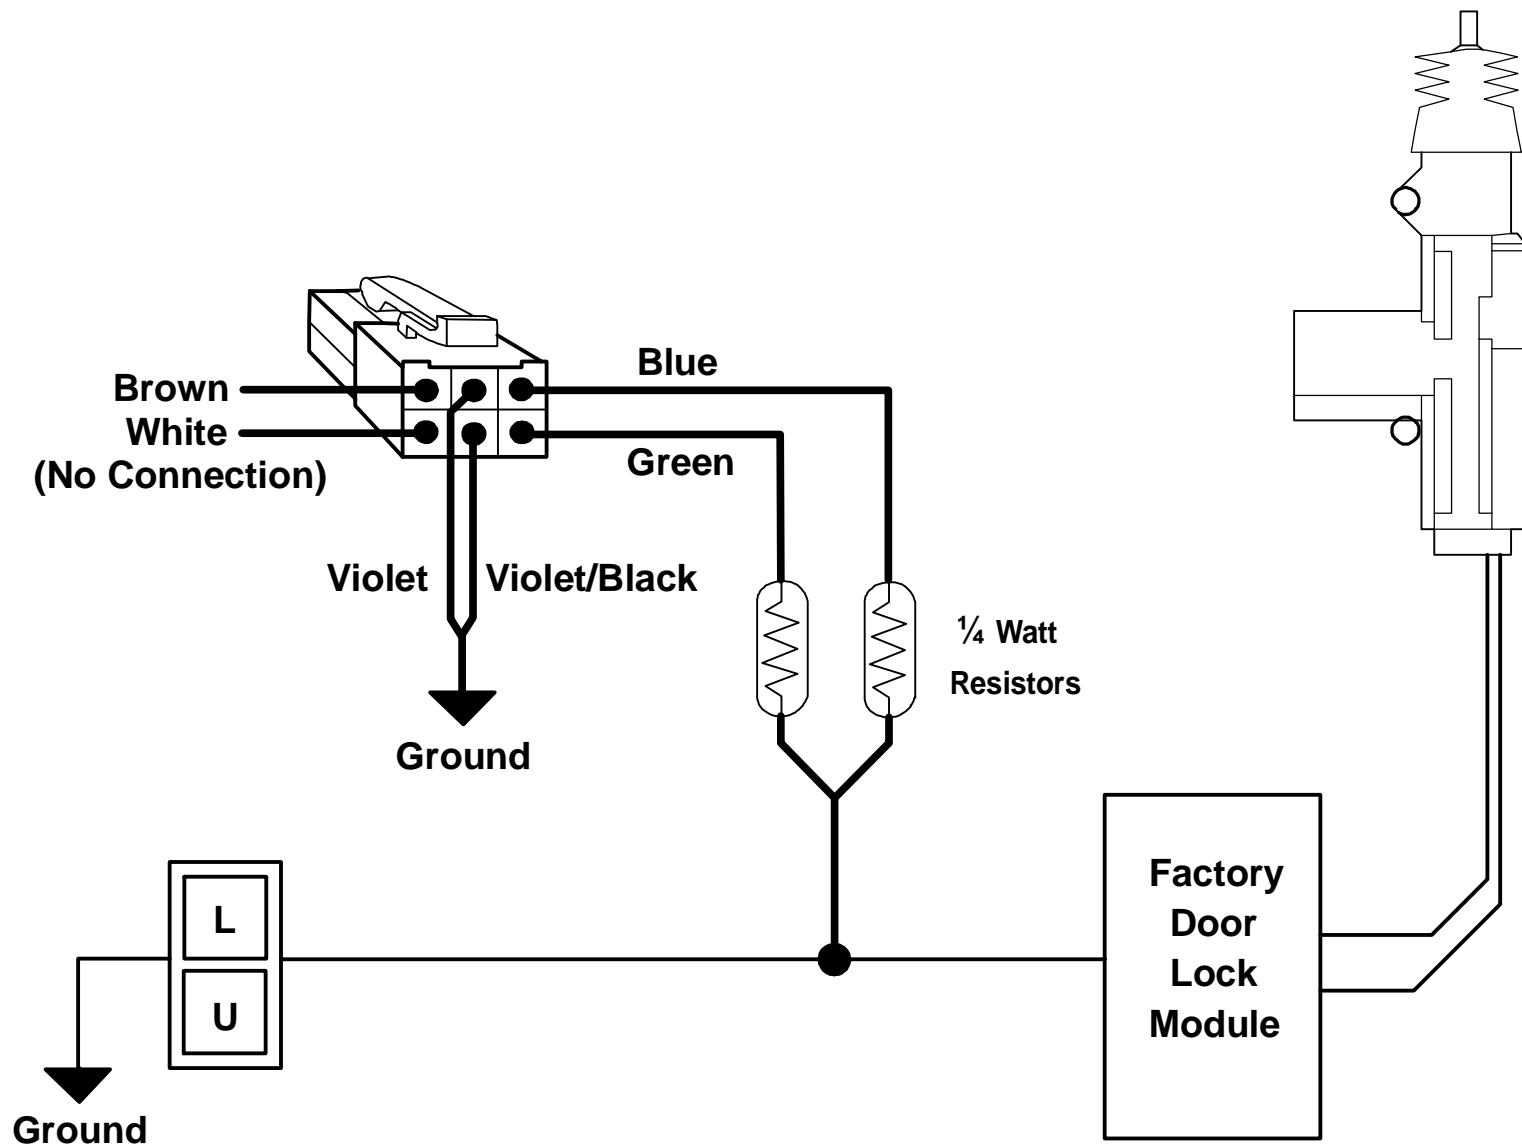 Blue
Brown
White
(No Connection)
Green
Violet
Violet/Black
¼ Watt
Resistors
Ground
L
U
Factory
Door
Lock
Module
Ground